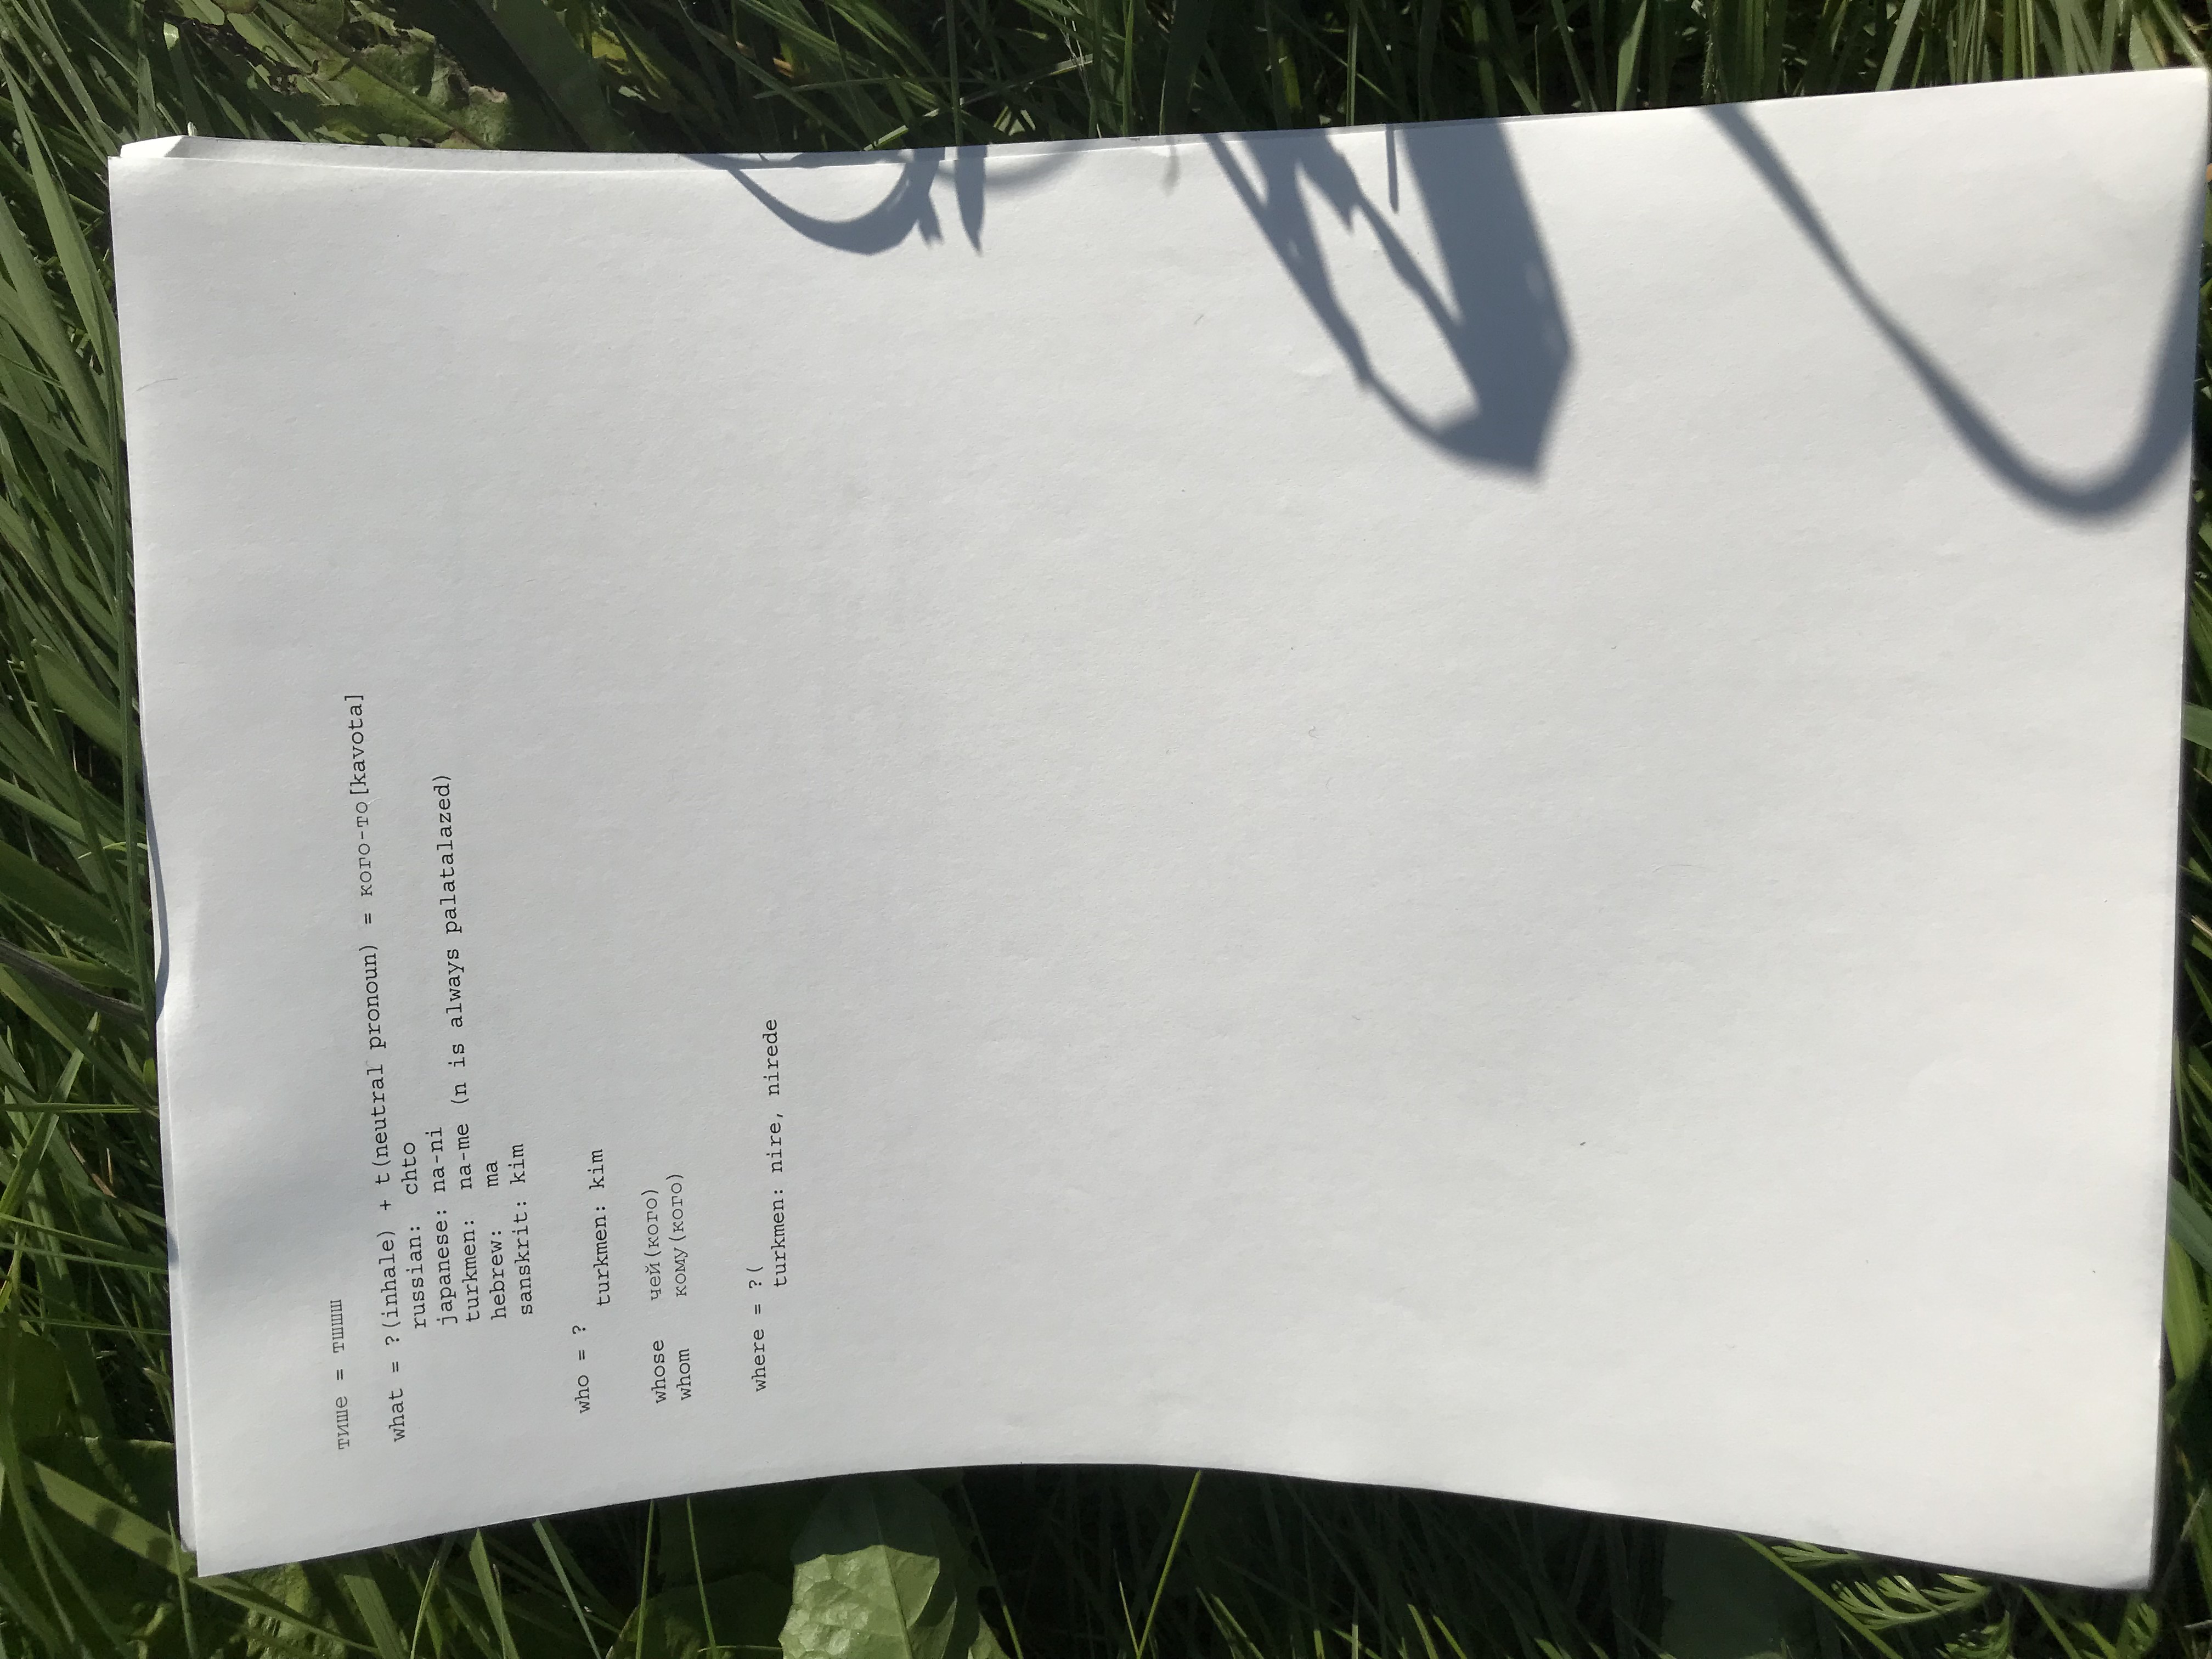 тише = тшшш
what = ?(inhale) + t(neutral pronoun) = кого-то[kavota]
russian: chto
japanese: na-ni
turkmen: na-me (n is always palatalazed)
hebrew: ma
sanskrit: kim
who = ?
turkmen: kim
whose чей(кого)
whom кому(кого)
where = ?(
turkmen: nire, nirede